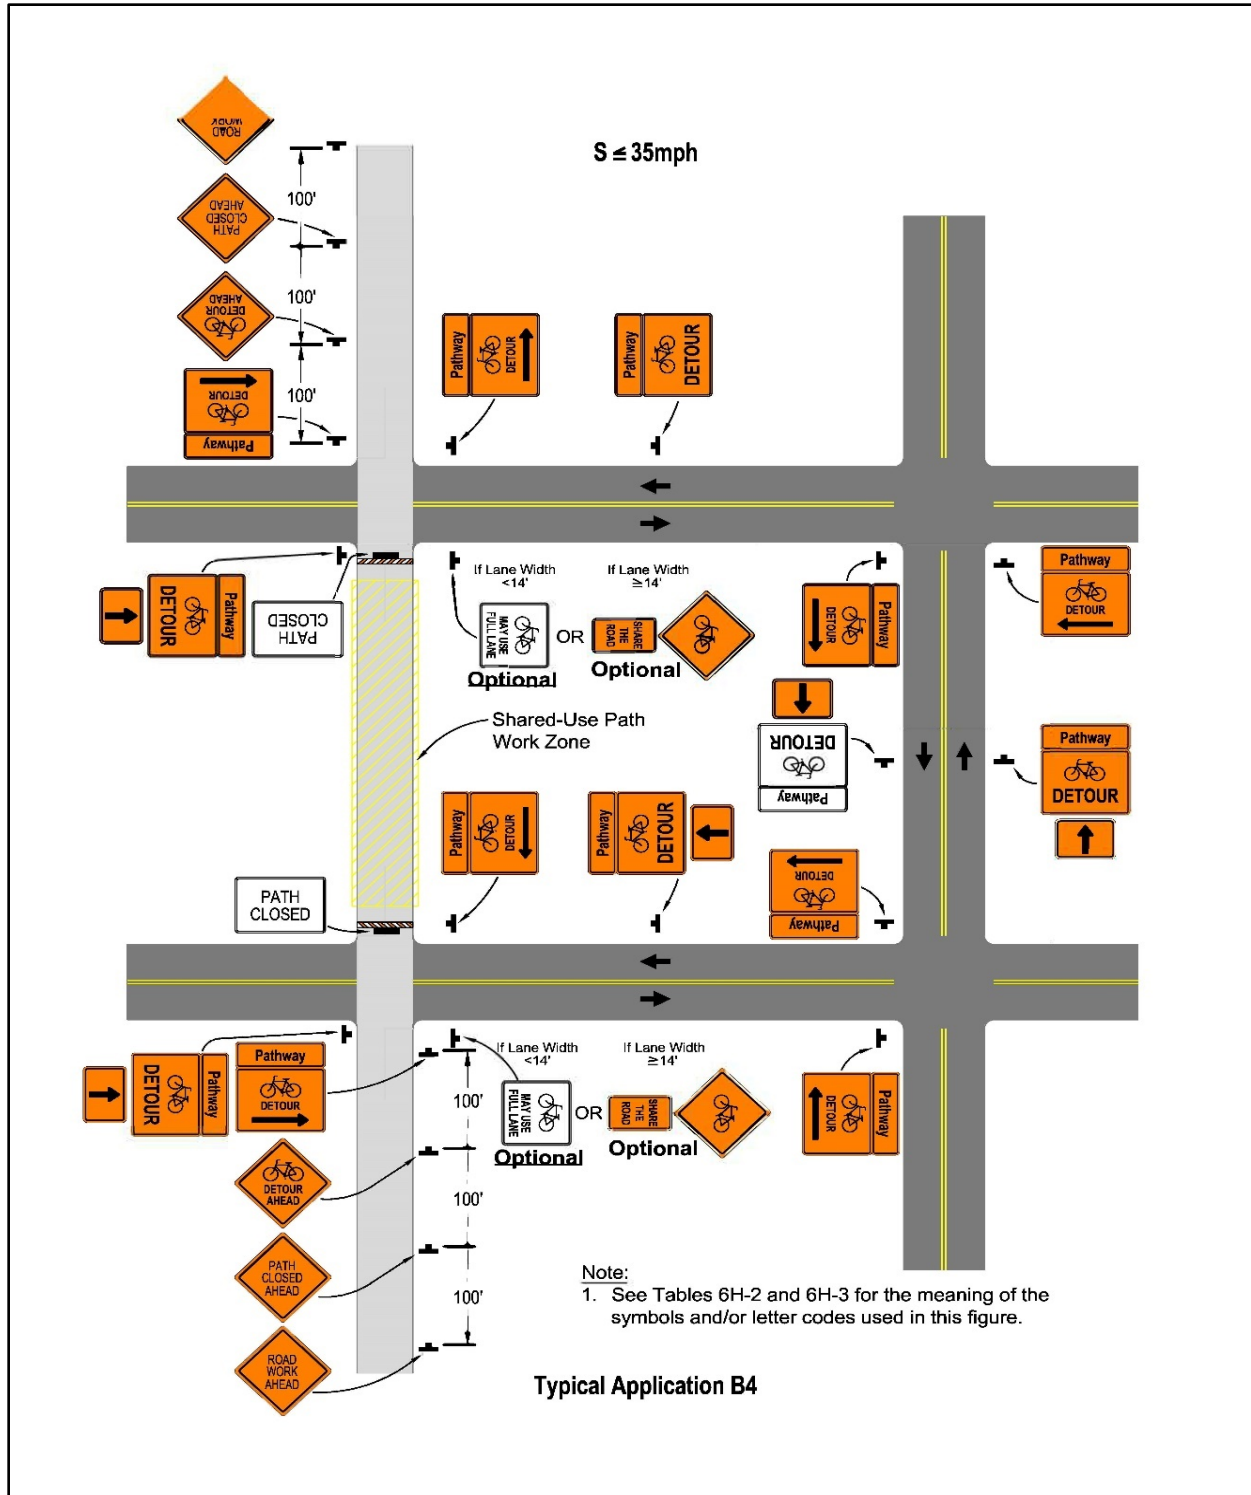 S ≤ 35mph
ROAD
WORK
100'
PATH
CLOSED
AHEAD
100'
DETOUR
AHEAD
100'
DETOUR
Pathway
Pathway
DETOUR
Pathway
DETOUR
DETOUR
Pathway
PATH
CLOSED
If Lane Width
<14'
MAY USE
FULL LANE
Optional
OR
If Lane Width
≥14'
SHARE
THE
ROAD
Optional
DETOUR
Pathway
Pathway
DETOUR
Shared-Use Path
Work Zone
DETOUR
Pathway
Pathway
DETOUR
Pathway
DETOUR
Pathway
DETOUR
DETOUR
Pathway
PATH
CLOSED
DETOUR
Pathway
Pathway
DETOUR
If Lane Width
<14'
MAY USE
FULL LANE
Optional
OR
If Lane Width
≥14'
SHARE
THE
ROAD
Optional
DETOUR
Pathway
100'
DETOUR
AHEAD
100'
PATH
CLOSED
AHEAD
100'
ROAD
WORK
AHEAD
Note:
1. See Tables 6H-2 and 6H-3 for the meaning of the
symbols and/or letter codes used in this figure.
Typical Application B4